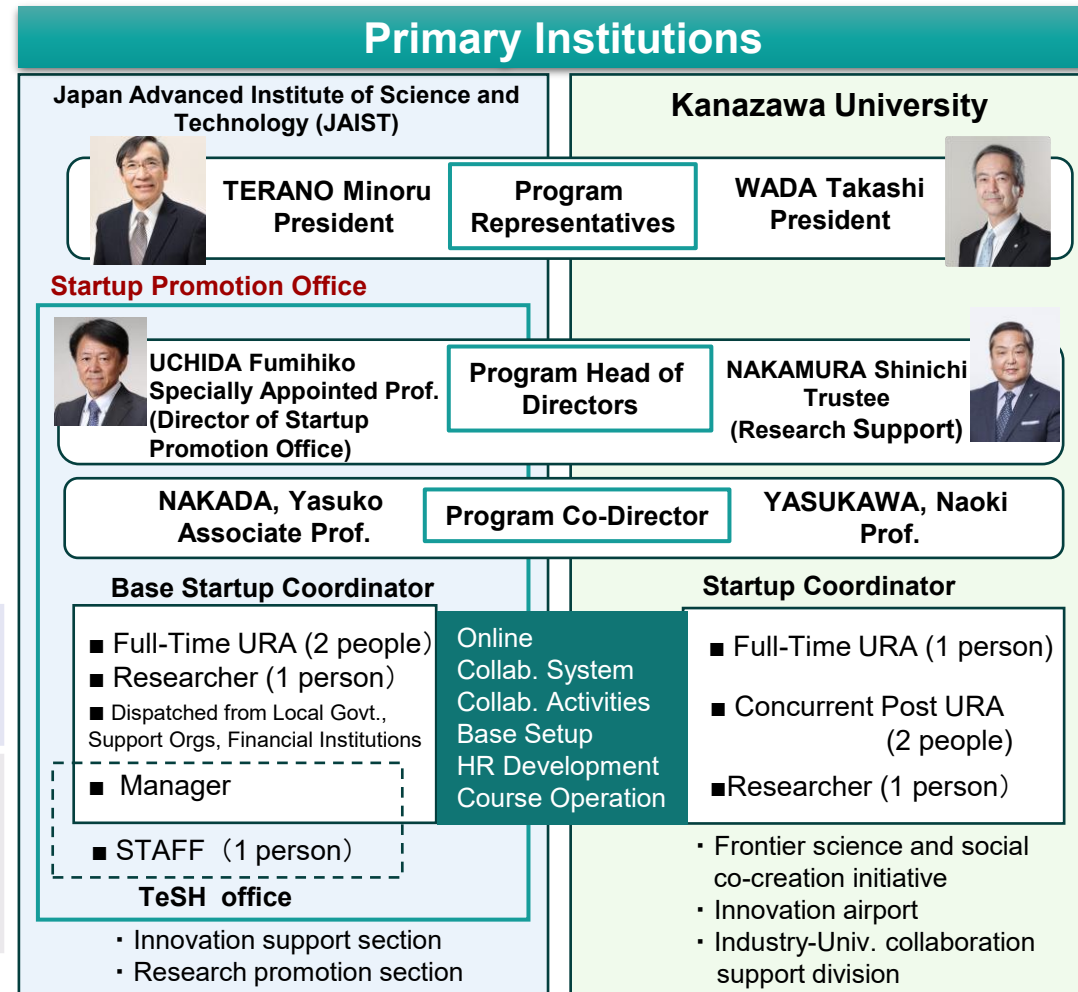 Primary Institutions
Japan Advanced Institute of Science and
Technology (JAIST)
Kanazawa University
TERANO Minoru
President
Program
Representatives
WADA Takashi
President
Startup Promotion Office
UCHIDA Fumihiko
Specially Appointed Prof.
(Director of Startup
Promotion Office)
Program Head of
Directors
NAKAMURA Shinichi
Trustee
(Research Support)
NAKADA, Yasuko
Associate Prof.
Program Co-Director
YASUKAWA, Naoki
Prof.
Base Startup Coordinator
■ Full-Time URA (2 people）
■ Researcher (1 person）
■ Dispatched from Local Govt.,
Support Orgs, Financial Institutions
■ Manager
■ STAFF（1 person）
TeSH office
・Innovation support section
・Research promotion section
Online
Collab. System
Collab. Activities
Base Setup
HR Development
Course Operation
Startup Coordinator
■ Full-Time URA (1 person)
■ Concurrent Post URA
(2 people)
■Researcher (1 person）
・Frontier science and social
co-creation initiative
・Innovation airport
・Industry-Univ. collaboration
support division